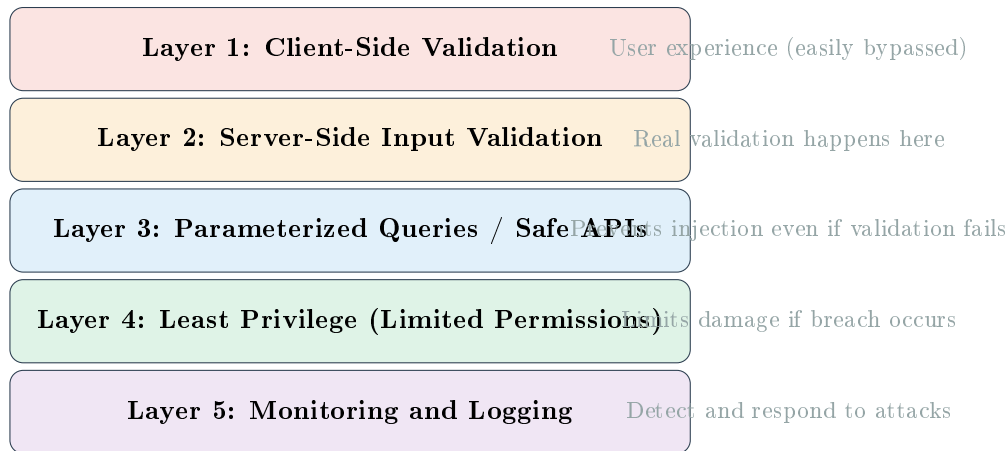 Layer 1: Client-Side Validation User experience (easily bypassed)
Layer 2: Server-Side Input Validation Real validation happens here
Layer 3: Parameterized Queries / Safe APIs Prevents injection even if validation fails
Layer 4: Least Privilege (Limited Permissions) Limits damage if breach occurs
Layer 5: Monitoring and Logging Detect and respond to attacks